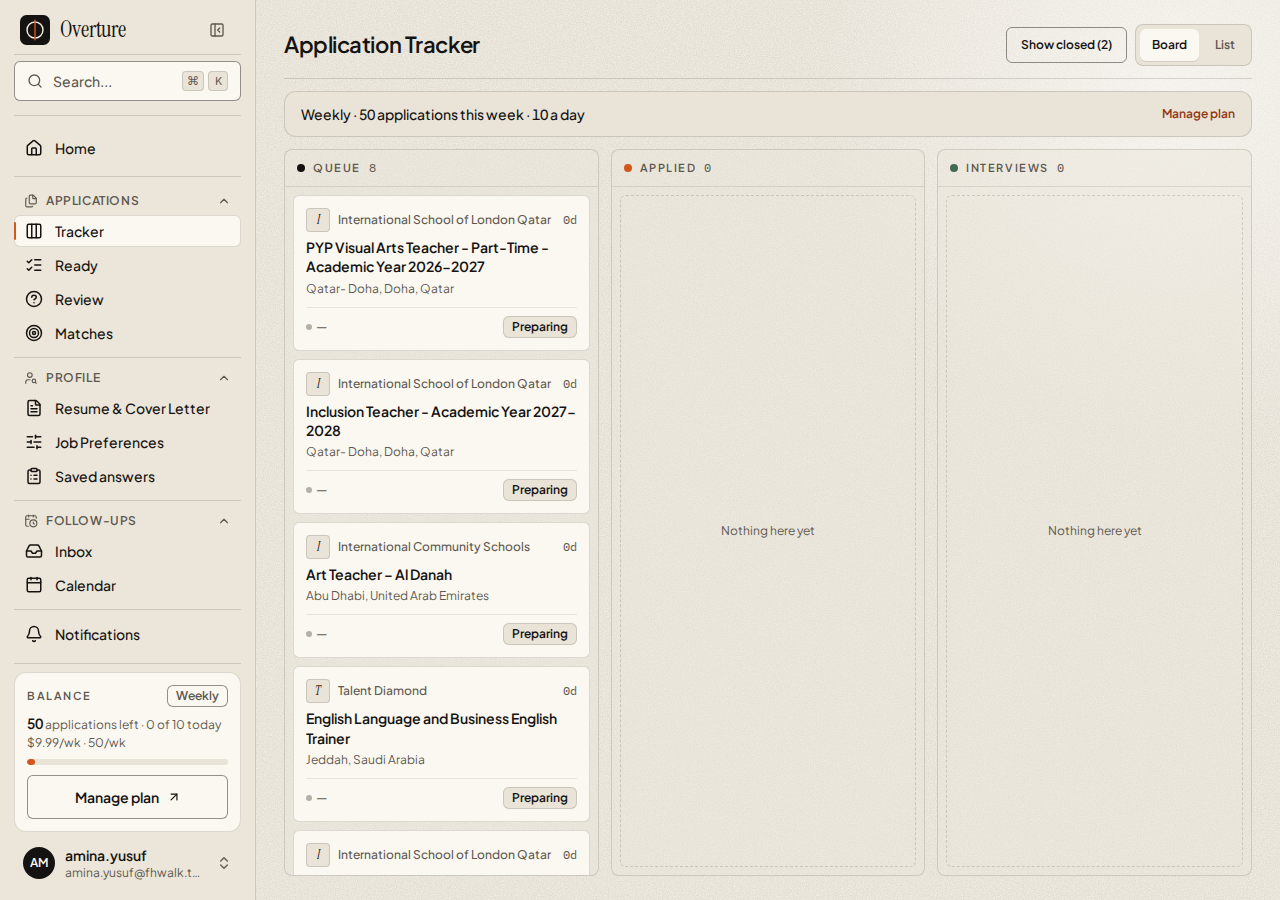 Overture
Search...
⌘ K
Home
APPLICATIONS
Tracker
Ready
Review
Matches
PROFILE
Resume & Cover Letter
Job Preferences
Saved answers
FOLLOW-UPS
Inbox
Calendar
Notifications
BALANCE
Weekly
50 applications left · 0 of 10 today
$9.99/wk · 50/wk
Manage plan
AM
amina.yusuf
amina.yusuf@fhwalk.t...
Application Tracker
Show closed (2)
Board
List
Weekly · 50 applications this week · 10 a day
Manage plan
QUEUE 8
I International School of London Qatar 0d
PYP Visual Arts Teacher - Part-Time -
Academic Year 2026–2027
Qatar- Doha, Doha, Qatar
—
Preparing
I International School of London Qatar 0d
Inclusion Teacher - Academic Year 2027–
2028
Qatar- Doha, Doha, Qatar
—
Preparing
I International Community Schools 0d
Art Teacher – Al Danah
Abu Dhabi, United Arab Emirates
—
Preparing
T Talent Diamond 0d
English Language and Business English
Trainer
Jeddah, Saudi Arabia
—
Preparing
I International School of London Qatar 0d
APPLIED 0
Nothing here yet
INTERVIEWS 0
Nothing here yet